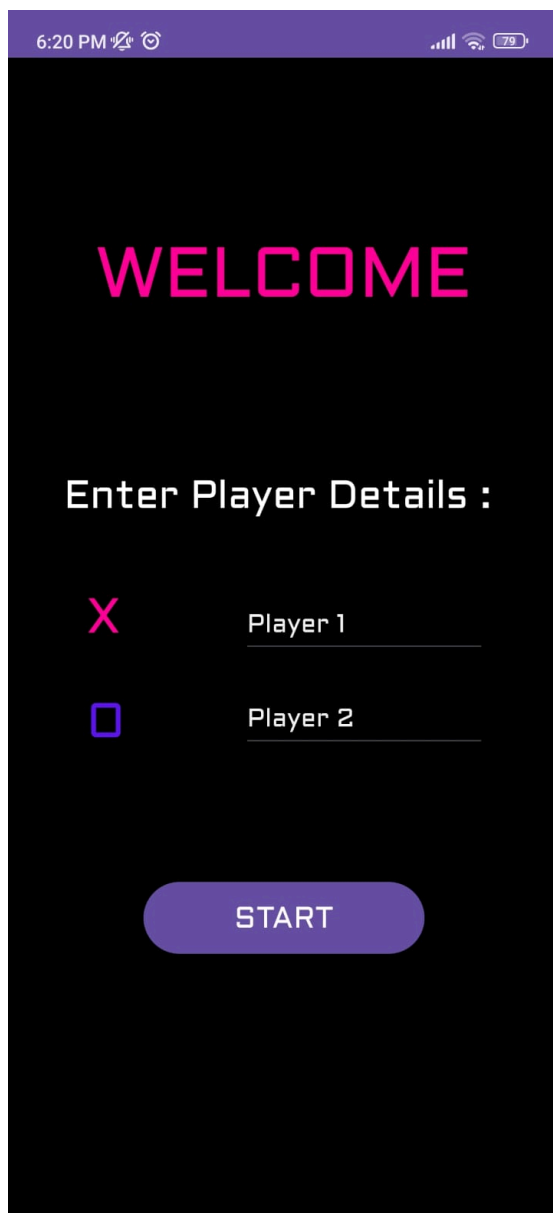 6:20 PM 79
WELCOME
Enter Player Details :
X Player 1
O Player 2
START